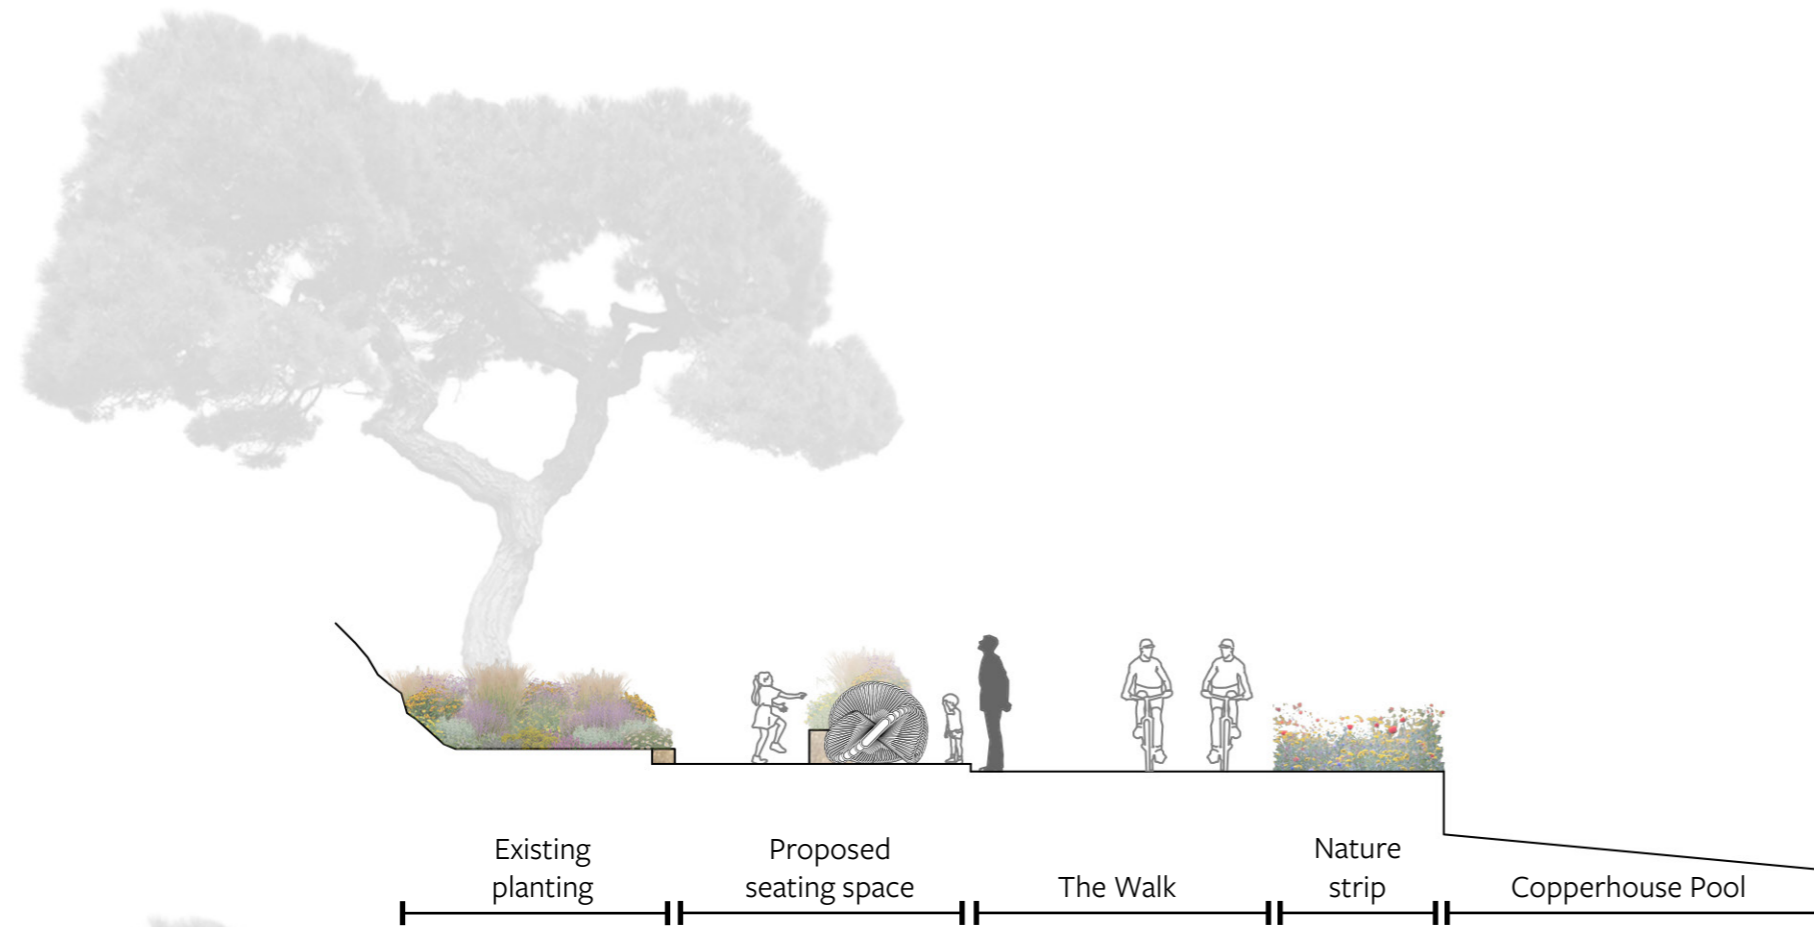 Existing
planting
Proposed
seating space
The Walk
Nature
strip
Copperhouse Pool